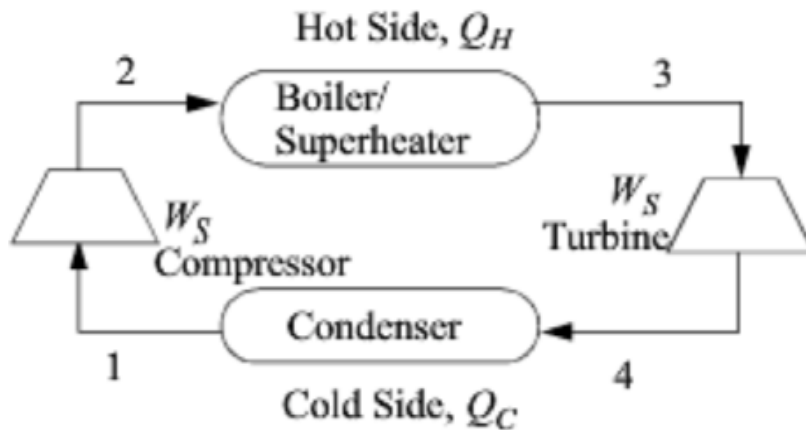 Hot Side, Q_H
2
3
Boiler/
Superheater
W_S
Compressor
W_S
Turbine
Condenser
1
4
Cold Side, Q_C